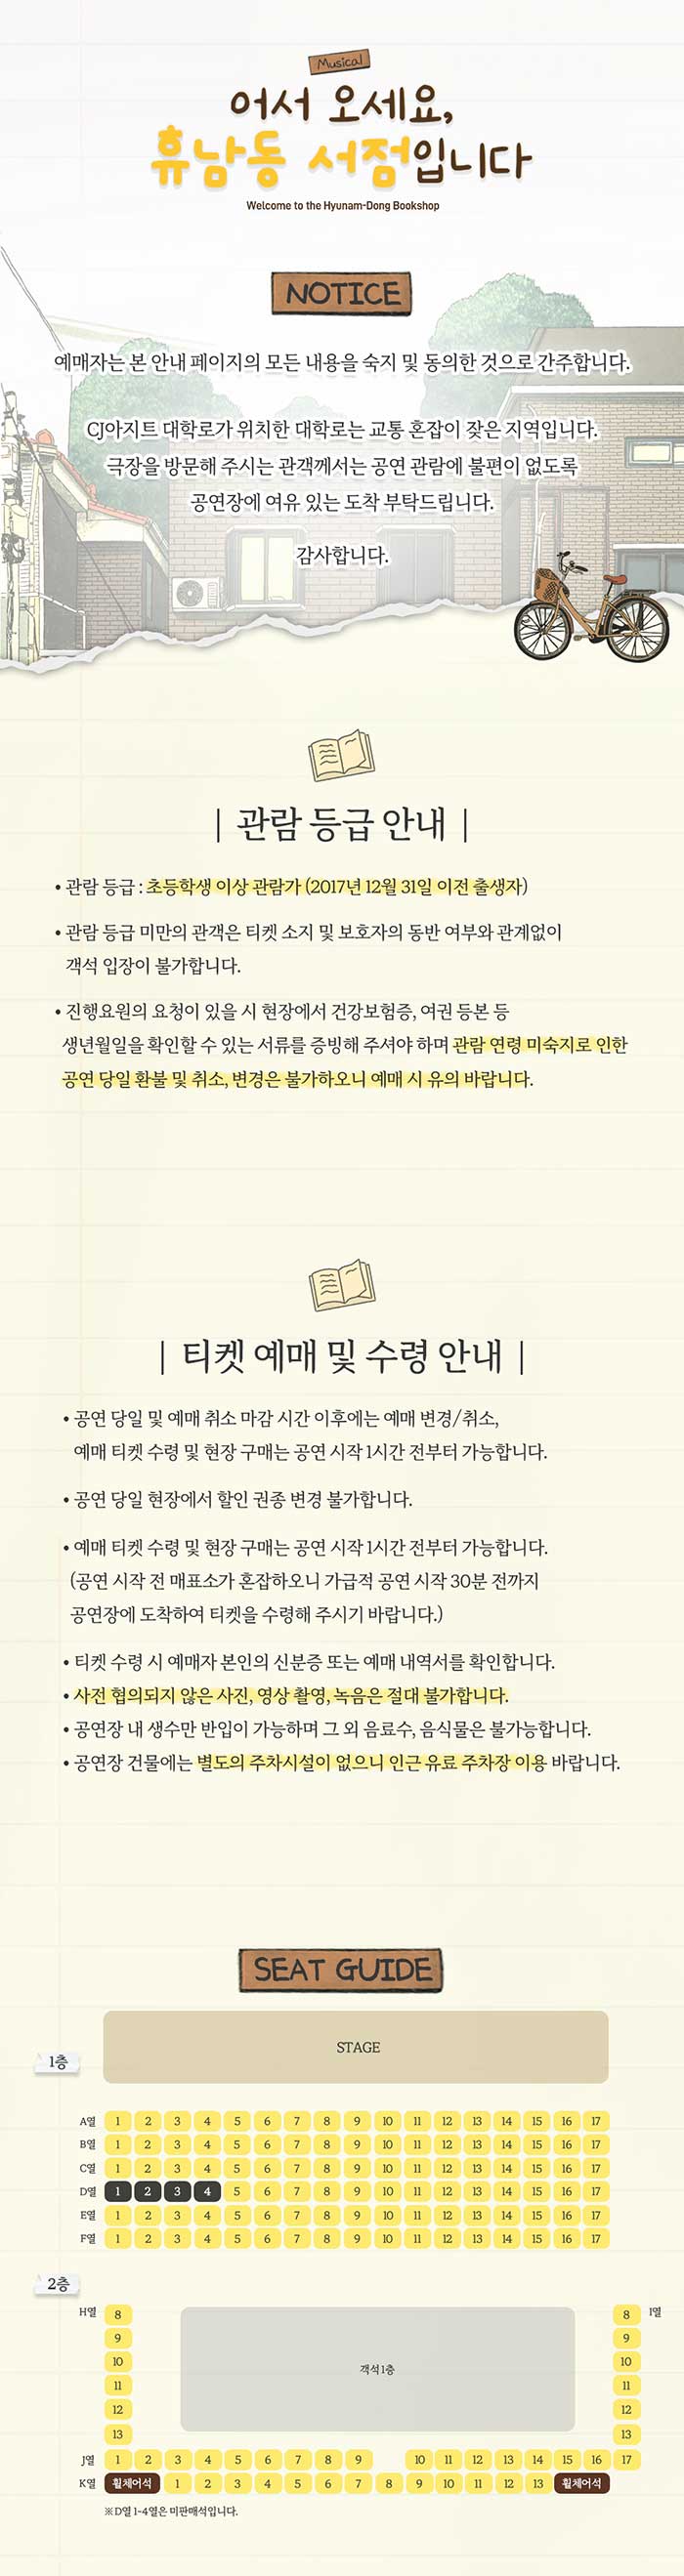 Musical
어서 오세요,
휴남동 서점입니다
Welcome to the Hyunam-Dong Bookshop
NOTICE
예매자는 본 안내 페이지의 모든 내용을 숙지 및 동의한 것으로 간주합니다.
CJ아지트 대학로가 위치한 대학로는 교통 혼잡이 잦은 지역입니다.
극장을 방문해 주시는 관객께서는 공연 관람에 불편이 없도록
공연장에 여유 있는 도착 부탁드립니다.
감사합니다.
| 관람 등급 안내 |
• 관람 등급 : 초등학생 이상 관람가 (2017년 12월 31일 이전 출생자)
• 관람 등급 미만의 관객은 티켓 소지 및 보호자의 동반 여부와 관계없이
객석 입장이 불가합니다.
• 진행요원의 요청이 있을 시 현장에서 건강보험증, 여권 등본 등
생년월일을 확인할 수 있는 서류를 증빙해 주셔야 하며 관람 연령 미숙지로 인한
공연 당일 환불 및 취소, 변경은 불가하오니 예매 시 유의 바랍니다.
| 티켓 예매 및 수령 안내 |
• 공연 당일 및 예매 취소 마감 시간 이후에는 예매 변경/취소,
예매 티켓 수령 및 현장 구매는 공연 시작 1시간 전부터 가능합니다.
• 공연 당일 현장에서 할인 권종 변경 불가합니다.
• 예매 티켓 수령 및 현장 구매는 공연 시작 1시간 전부터 가능합니다.
(공연 시작 전 매표소가 혼잡하오니 가급적 공연 시작 30분 전까지
공연장에 도착하여 티켓을 수령해 주시기 바랍니다.)
• 티켓 수령 시 예매자 본인의 신분증 또는 예매 내역서를 확인합니다.
• 사전 협의되지 않은 사진, 영상 촬영, 녹음은 절대 불가합니다.
• 공연장 내 생수만 반입이 가능하며 그 외 음료수, 음식물은 불가능합니다.
• 공연장 건물에는 별도의 주차시설이 없으니 인근 유료 주차장 이용 바랍니다.
SEAT GUIDE
STAGE
1층
A열 1 2 3 4 5 6 7 8 9 10 11 12 13 14 15 16 17
B열 1 2 3 4 5 6 7 8 9 10 11 12 13 14 15 16 17
C열 1 2 3 4 5 6 7 8 9 10 11 12 13 14 15 16 17
D열 1 2 3 4 5 6 7 8 9 10 11 12 13 14 15 16 17
E열 1 2 3 4 5 6 7 8 9 10 11 12 13 14 15 16 17
F열 1 2 3 4 5 6 7 8 9 10 11 12 13 14 15 16 17
2층
H열 8 8 I열
9 9
10 10
객석 1층
11 11
12 12
13 13
J열 1 2 3 4 5 6 7 8 9 10 11 12 13 14 15 16 17
K열 휠체어석 1 2 3 4 5 6 7 8 9 10 11 12 13 휠체어석
※ D열 1-4열은 미판매석입니다.